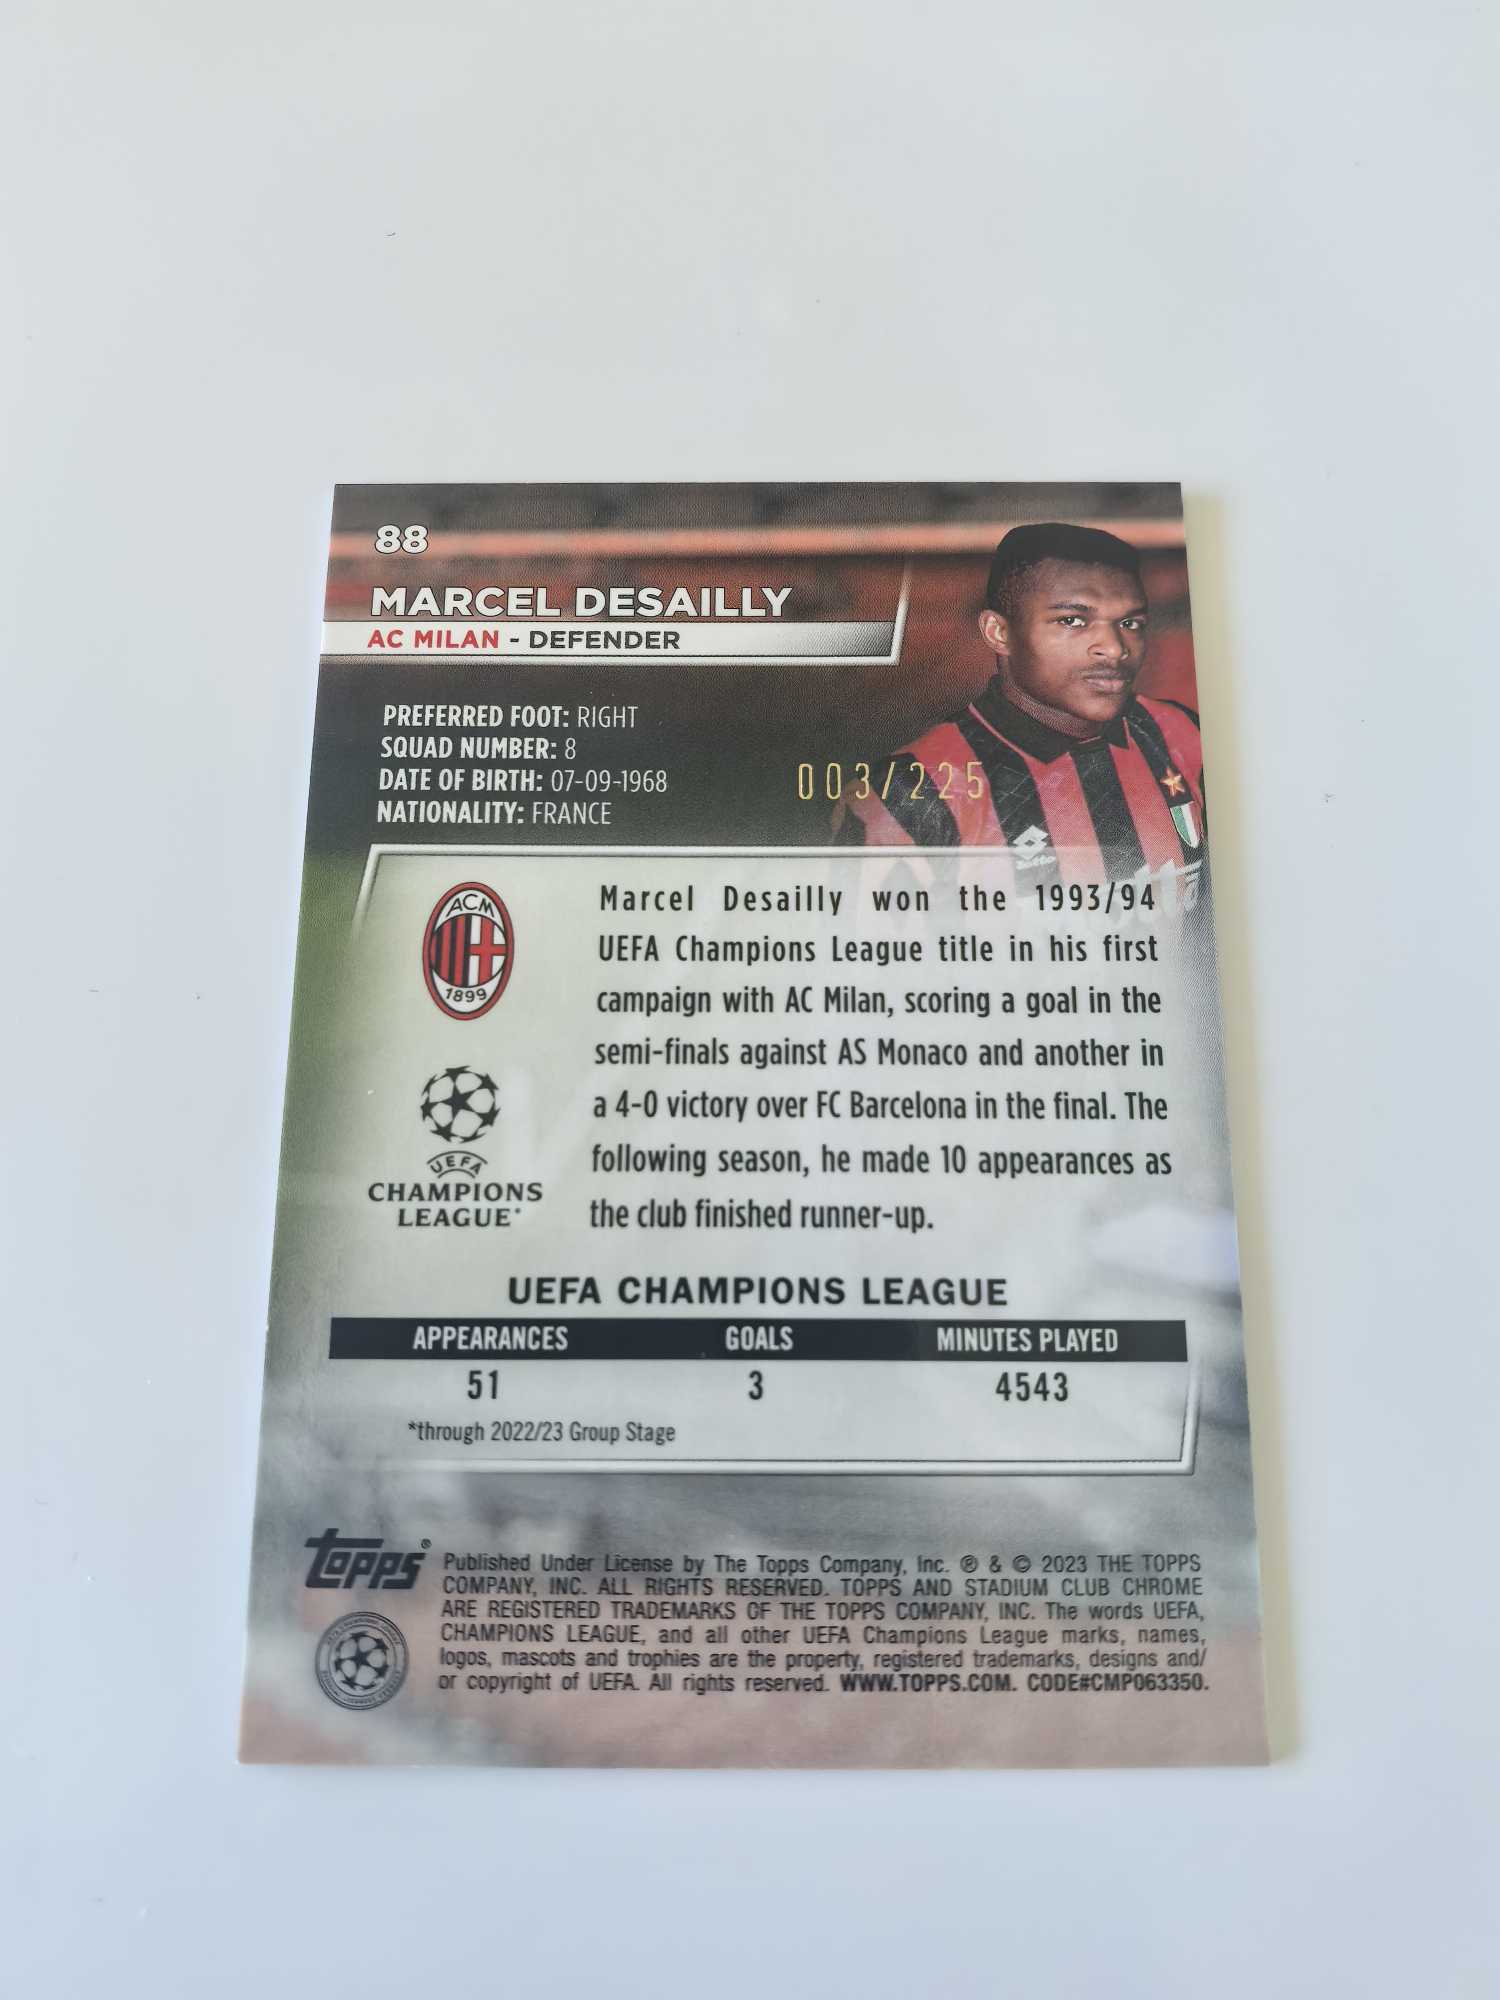 88
MARCEL DESAILLY
AC MILAN - DEFENDER
PREFERRED FOOT: RIGHT
SQUAD NUMBER: 8
DATE OF BIRTH: 07-09-1968
NATIONALITY: FRANCE
003/225
lotto
ACM
1899
Marcel Desailly won the 1993/94
UEFA Champions League title in his first
campaign with AC Milan, scoring a goal in the
semi-finals against AS Monaco and another in
a 4-0 victory over FC Barcelona in the final. The
following season, he made 10 appearances as
the club finished runner-up.
UEFA
CHAMPIONS
LEAGUE®
UEFA CHAMPIONS LEAGUE
APPEARANCES GOALS MINUTES PLAYED
51 3 4543
*through 2022/23 Group Stage
topps®
Published Under License by The Topps Company, Inc. ® & © 2023 THE TOPPS
COMPANY, INC. ALL RIGHTS RESERVED. TOPPS AND STADIUM CLUB CHROME
ARE REGISTERED TRADEMARKS OF THE TOPPS COMPANY, INC. The words UEFA,
CHAMPIONS LEAGUE, and all other UEFA Champions League marks, names,
logos, mascots and trophies are the property, registered trademarks, designs and/
or copyright of UEFA. All rights reserved. WWW.TOPPS.COM. CODE#CMP063350.